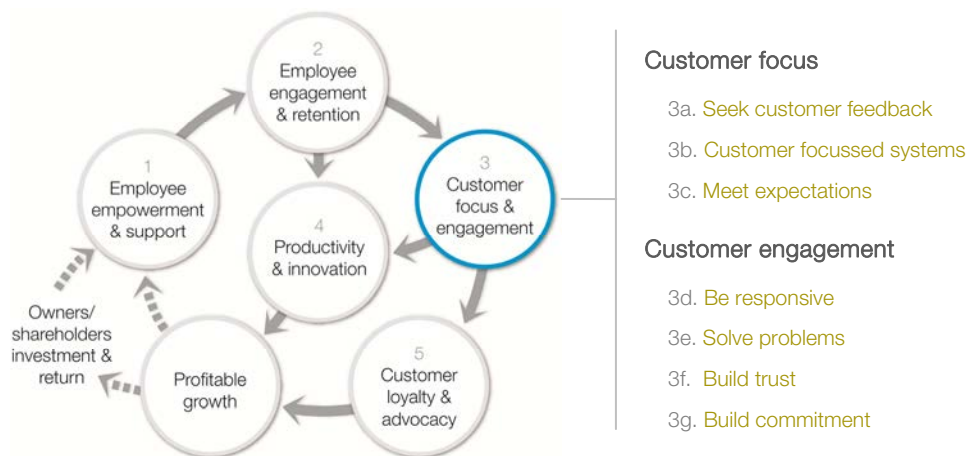 2
Employee
engagement
& retention
1
Employee
empowerment
& support
3
Customer
focus &
engagement
4
Productivity
& innovation
Owners/
shareholders
investment &
return
Profitable
growth
5
Customer
loyalty &
advocacy
Customer focus
3a. Seek customer feedback
3b. Customer focussed systems
3c. Meet expectations
Customer engagement
3d. Be responsive
3e. Solve problems
3f. Build trust
3g. Build commitment